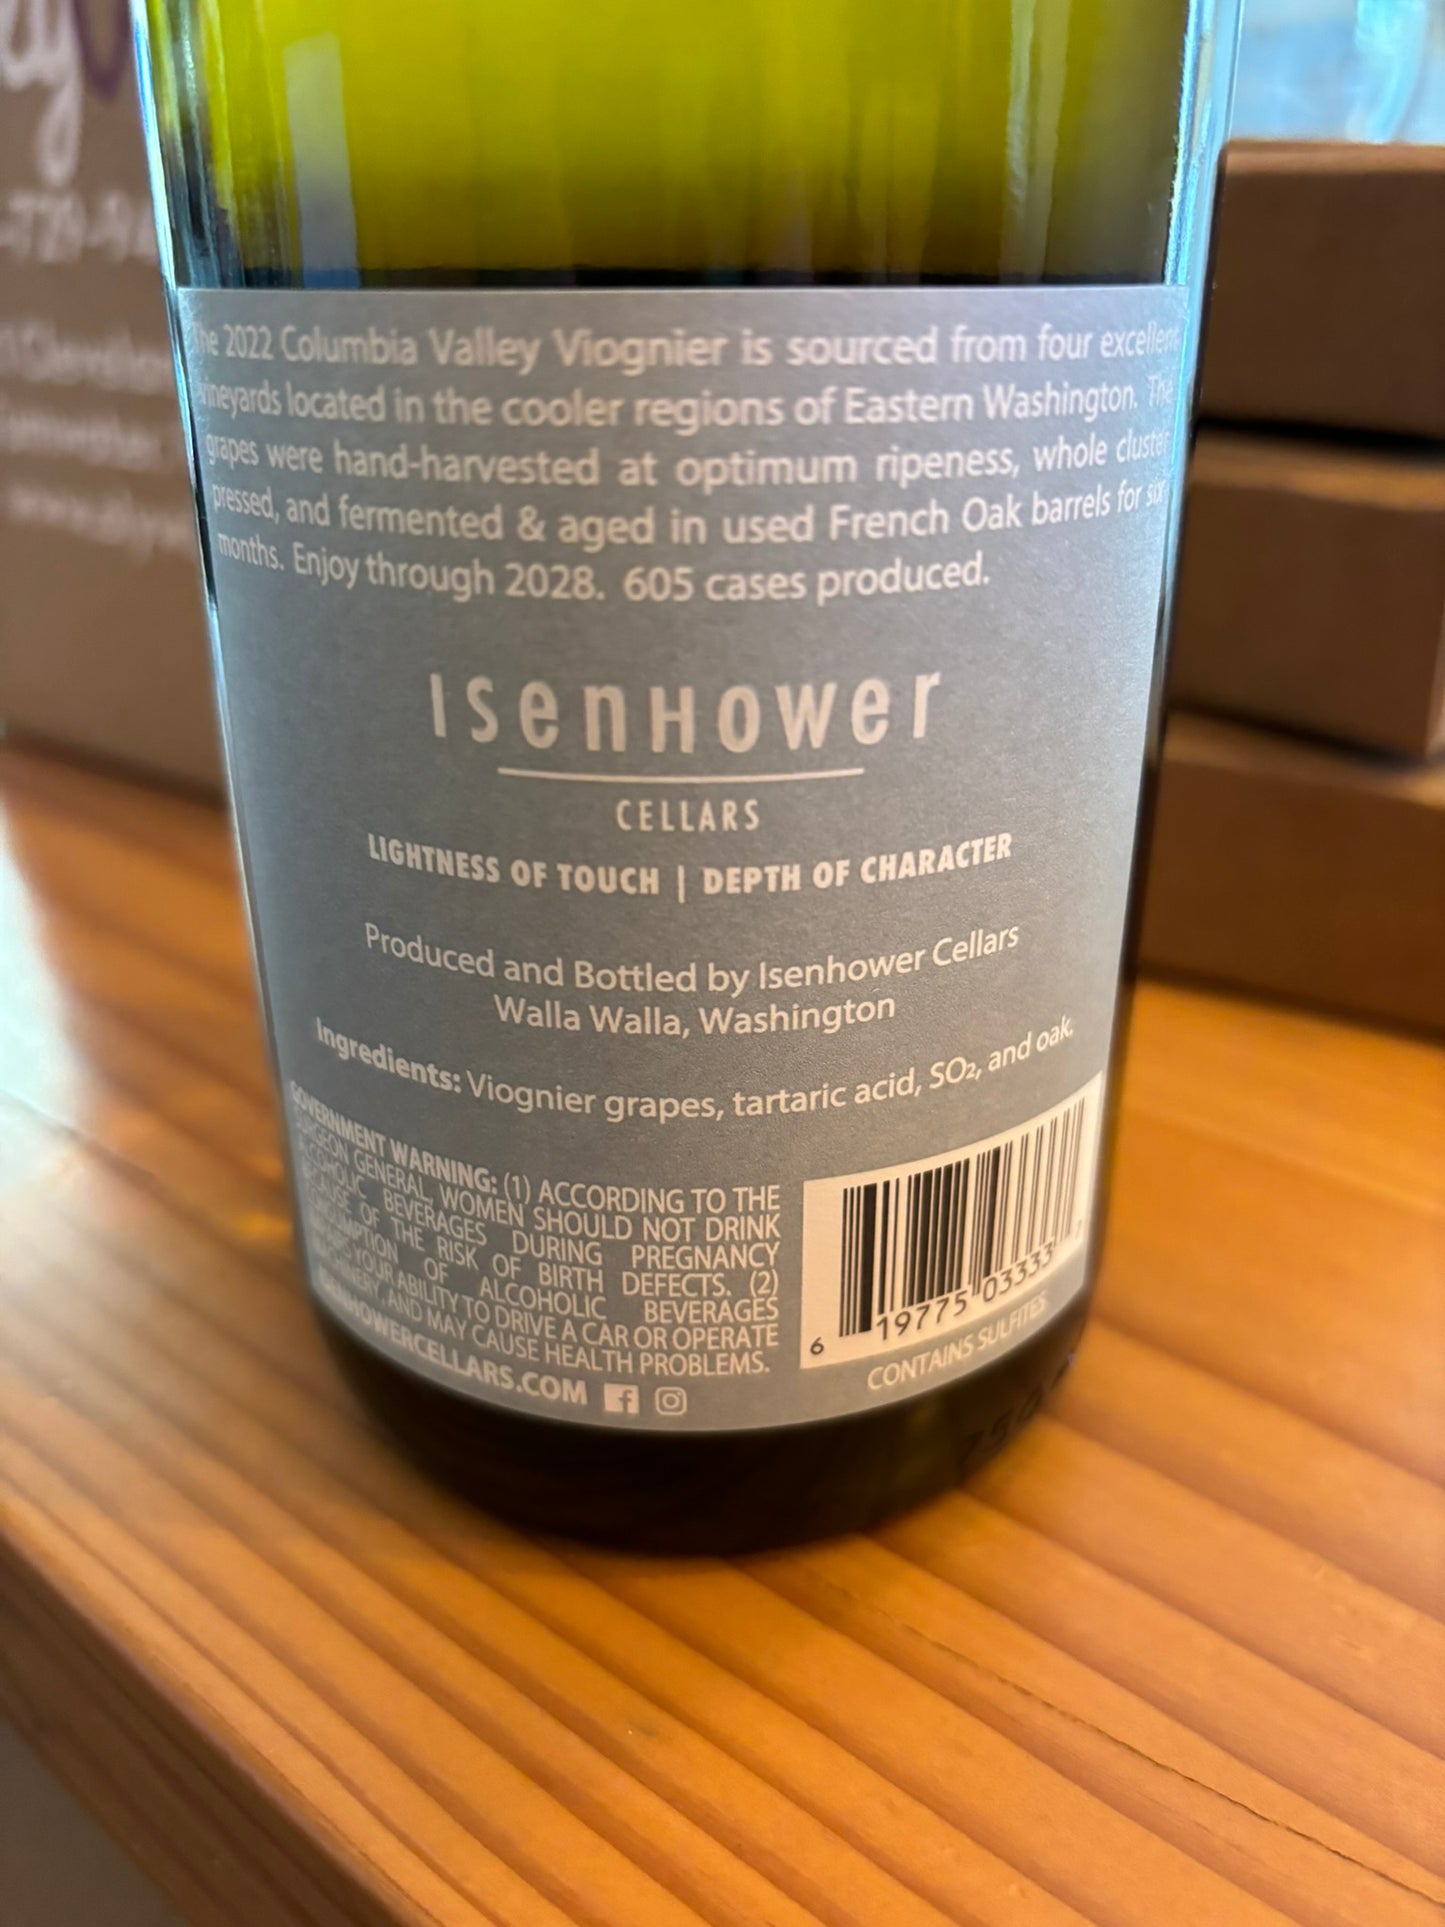 The 2022 Columbia Valley Viognier is sourced from four excellent
vineyards located in the cooler regions of Eastern Washington. The
grapes were hand-harvested at optimum ripeness, whole cluster
pressed, and fermented & aged in used French Oak barrels for six
months. Enjoy through 2028. 605 cases produced.
ISENHOWER
CELLARS
LIGHTNESS OF TOUCH | DEPTH OF CHARACTER
Produced and Bottled by Isenhower Cellars
Walla Walla, Washington
Ingredients: Viognier grapes, tartaric acid, SO₂, and oak.
GOVERNMENT WARNING: (1) ACCORDING TO THE
SURGEON GENERAL, WOMEN SHOULD NOT DRINK
ALCOHOLIC BEVERAGES DURING PREGNANCY
BECAUSE OF THE RISK OF BIRTH DEFECTS. (2)
CONSUMPTION OF ALCOHOLIC BEVERAGES
IMPAIRS YOUR ABILITY TO DRIVE A CAR OR OPERATE
MACHINERY, AND MAY CAUSE HEALTH PROBLEMS.
ISENHOWERCELLARS.COM
6 19775 03333 7
CONTAINS SULFITES
750